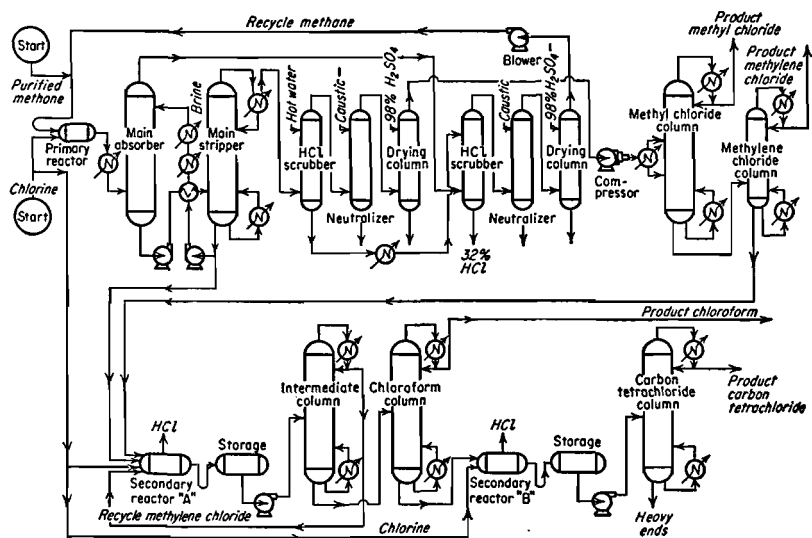 Start
Purified
methane
Recycle methane
Primary
reactor
Chlorine
Start
Main
absorber
Brine
Main
stripper
Hot water
HCl
scrubber
Caustic
Neutralizer
98% H₂SO₄
Drying
column
HCl
scrubber
32%
HCl
Caustic
Neutralizer
98% H₂SO₄
Drying
column
Blower
Com-
pressor
Methyl chloride
column
Product
methyl chloride
Product
methylene
chloride
Methylene
chloride
column
HCl
Secondary
reactor "A"
Storage
Recycle methylene chloride
Intermediate
column
Chloroform
column
Product chloroform
Chlorine
HCl
Secondary
reactor "B"
Storage
Carbon
tetrachloride
column
Product
carbon
tetrachloride
Heavy
ends